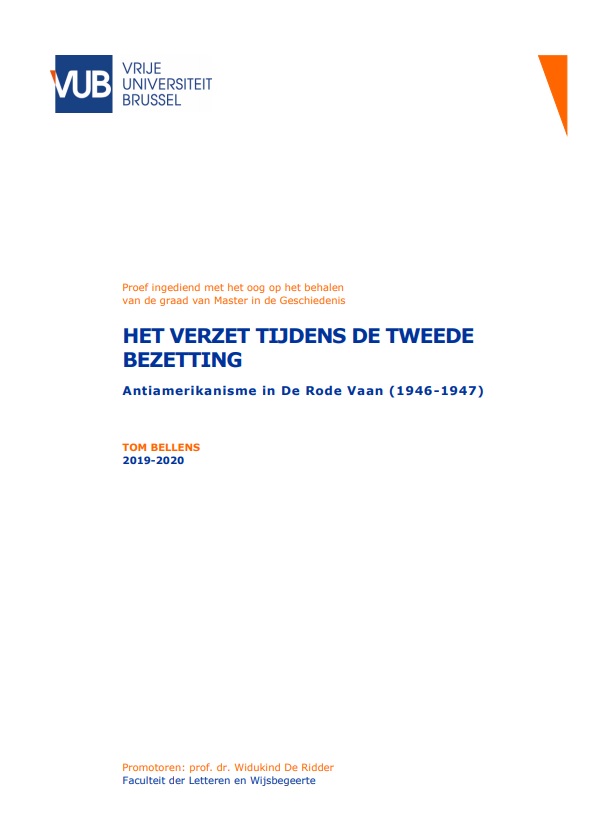 VUB
VRIJE
UNIVERSITEIT
BRUSSEL
Proef ingediend met het oog op het behalen
van de graad van Master in de Geschiedenis
HET VERZET TIJDENS DE TWEEDE
BEZETTING
Antiamerikanisme in De Rode Vaan (1946-1947)
TOM BELLENS
2019-2020
Promotoren: prof. dr. Widukind De Ridder
Faculteit der Letteren en Wijsbegeerte